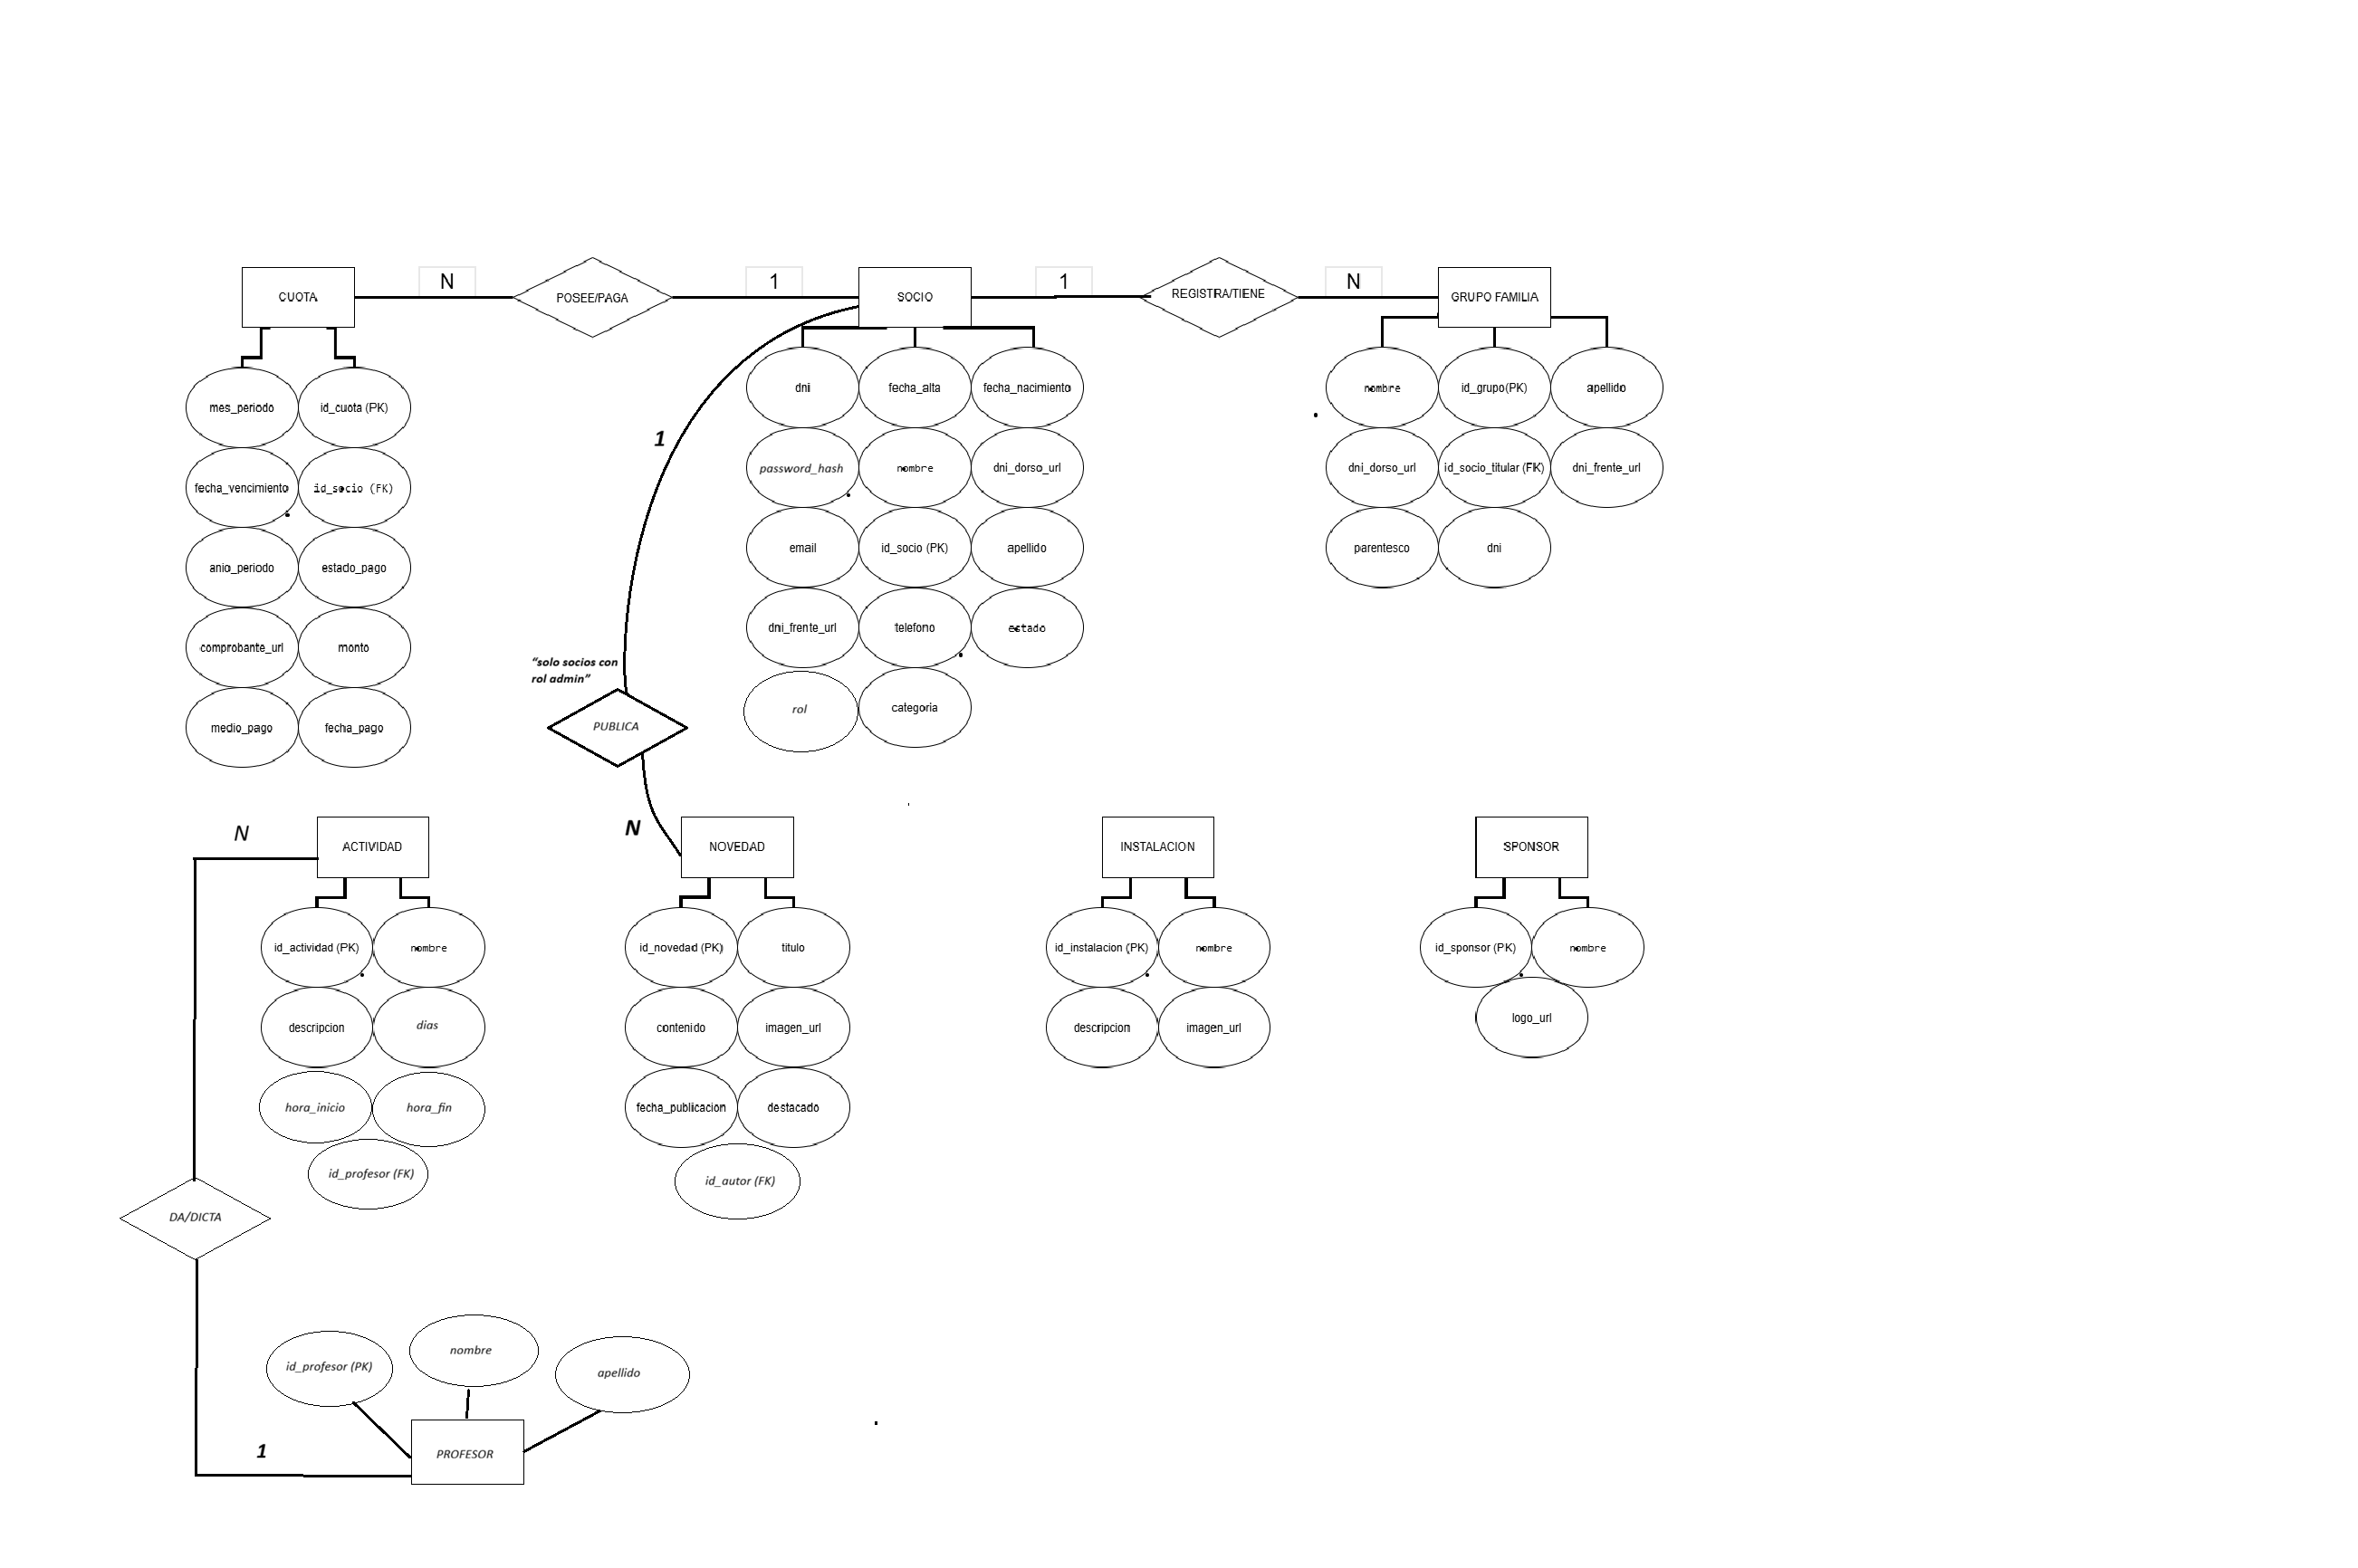 N
1
1
N
CUOTA
POSEE/PAGA
SOCIO
REGISTRA/TIENE
GRUPO FAMILIA
mes_periodo
id_cuota (PK)
fecha_vencimiento
id_socio (FK)
anio_periodo
estado_pago
comprobante_url
monto
medio_pago
fecha_pago
dni
fecha_alta
fecha_nacimiento
password_hash
nombre
dni_dorso_url
email
id_socio (PK)
apellido
dni_frente_url
telefono
estado
rol
categoria
nombre
id_grupo(PK)
apellido
dni_dorso_url
id_socio_titular (FK)
dni_frente_url
parentesco
dni
1
“solo socios con
rol admin”
PUBLICA
N
N
ACTIVIDAD
NOVEDAD
INSTALACION
SPONSOR
id_actividad (PK)
nombre
descripcion
dias
hora_inicio
hora_fin
id_profesor (FK)
id_novedad (PK)
titulo
contenido
imagen_url
fecha_publicacion
destacado
id_autor (FK)
id_instalacion (PK)
nombre
descripcion
imagen_url
id_sponsor (PK)
nombre
logo_url
DA/DICTA
id_profesor (PK)
nombre
apellido
1
PROFESOR